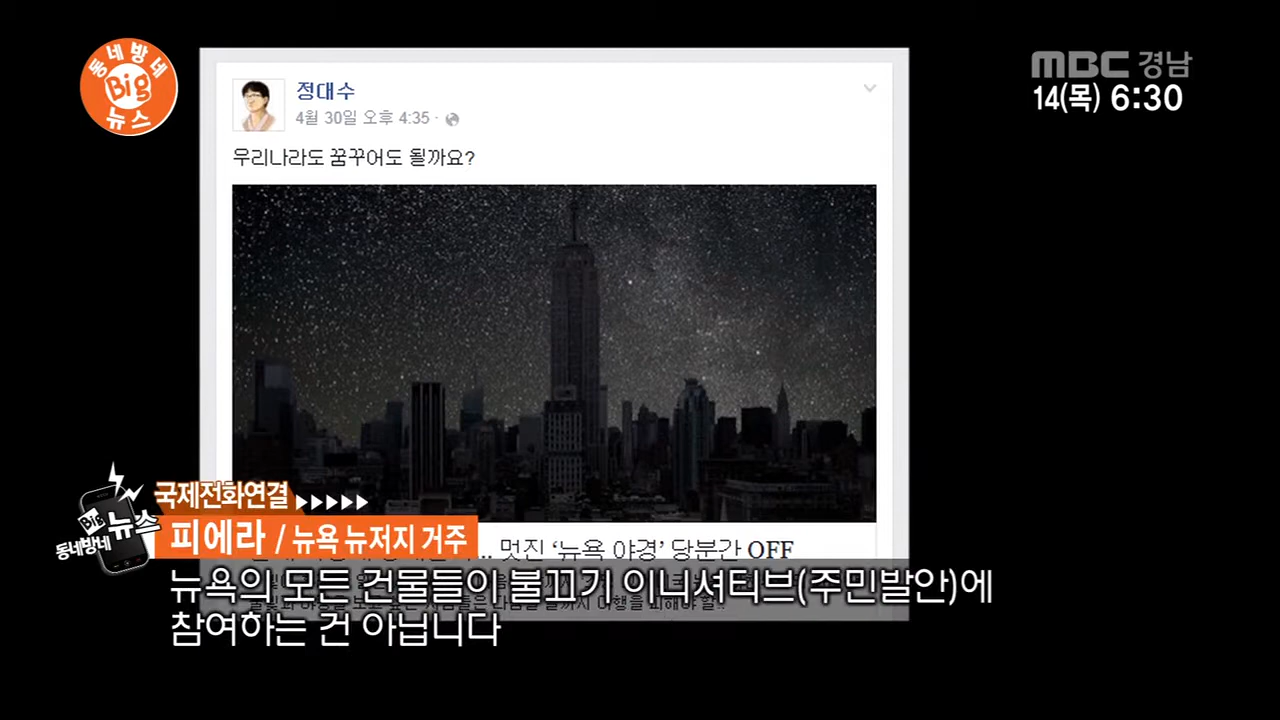 동네방네
Big
뉴스
MBC 경남
14(목) 6:30
정대수
4월 30일 오후 4:35
우리나라도 꿈꾸어도 될까요?
국제전화연결
Big 뉴스
동네방네
피에라 / 뉴욕 뉴저지 거주
멋진 ‘뉴욕 야경’ 당분간 OFF
뉴욕의 모든 건물들이 불끄기 이니셔티브(주민발안)에
참여하는 건 아닙니다